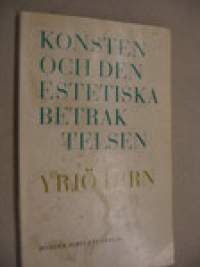 KONSTEN
OCH DEN
ESTETISKA
BETRAK
TELSEN
YRJÖ